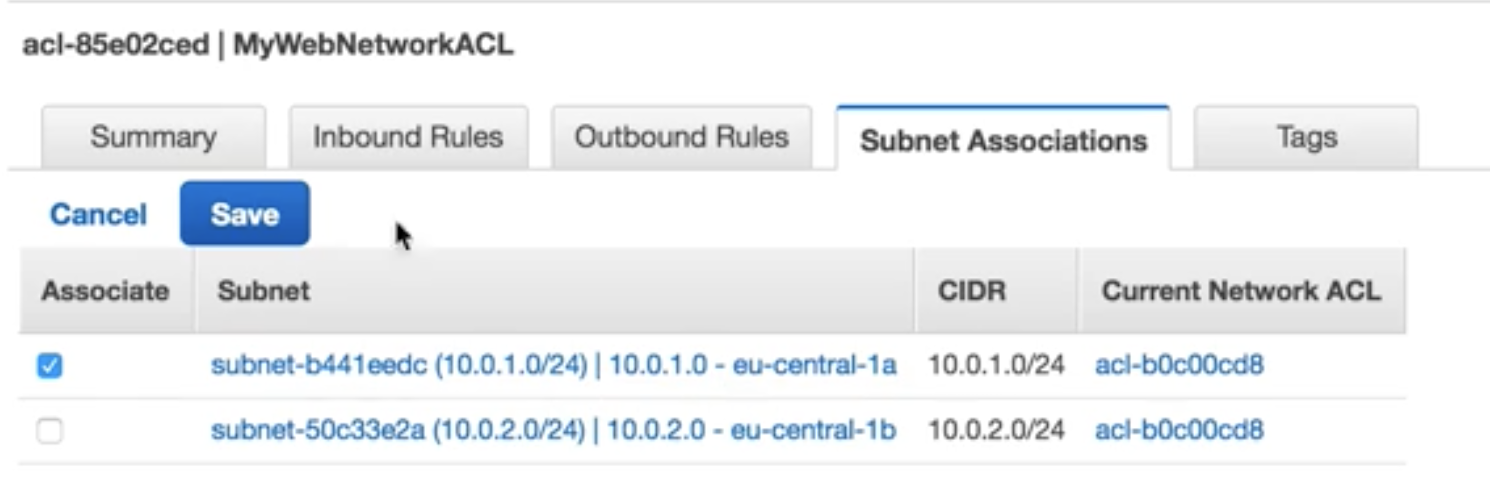 acl-85e02ced | MyWebNetworkACL
Summary Inbound Rules Outbound Rules Subnet Associations Tags
Cancel Save
Associate Subnet CIDR Current Network ACL
subnet-b441eedc (10.0.1.0/24) | 10.0.1.0 - eu-central-1a 10.0.1.0/24 acl-b0c00cd8
subnet-50c33e2a (10.0.2.0/24) | 10.0.2.0 - eu-central-1b 10.0.2.0/24 acl-b0c00cd8